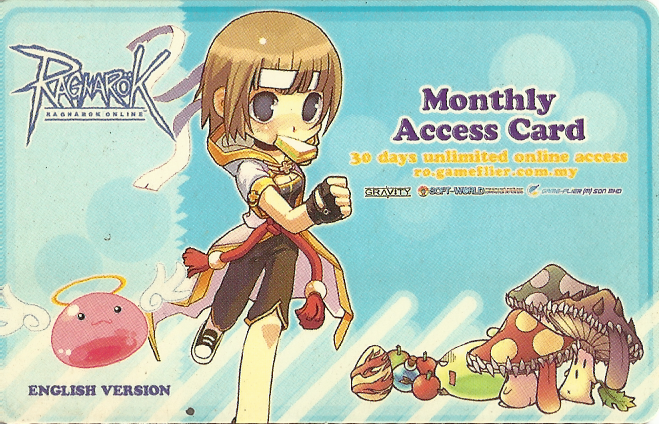 RAGNARÖK
RAGNAROK ONLINE
Monthly
Access Card
30 days unlimited online access
ro.gameflier.com.my
GRAVITY SOFT-WORLD GAME-FLIER (M) SDN BHD
ENGLISH VERSION